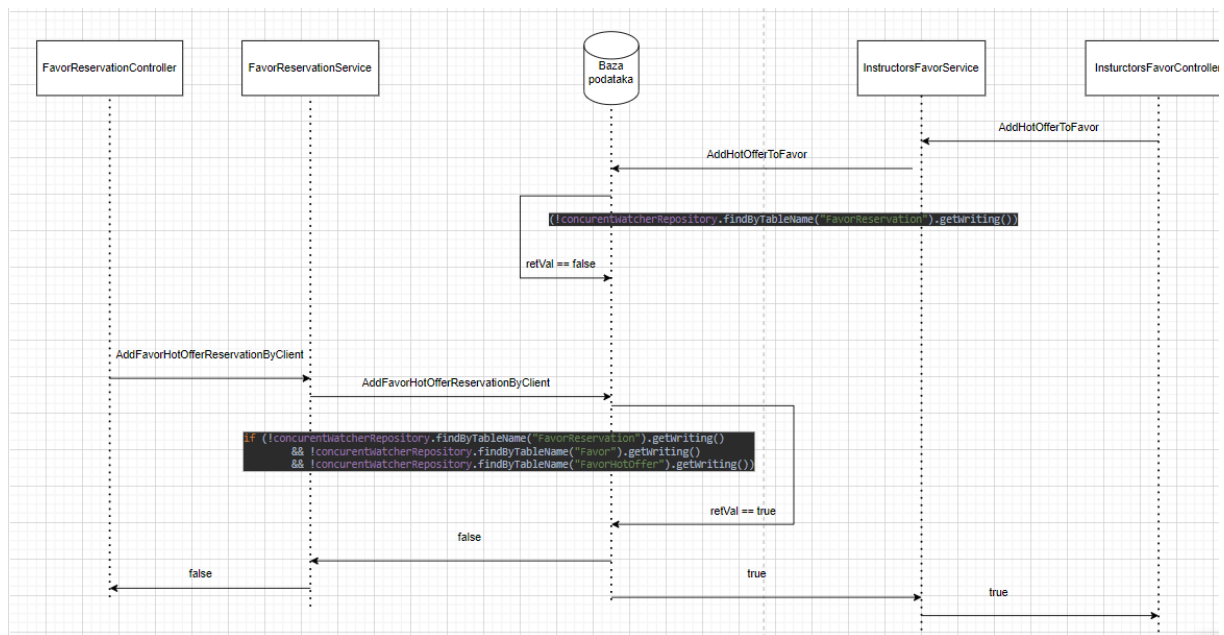 FavorReservationController
FavorReservationService
Baza
podataka
InstructorsFavorService
InsturctorsFavorController
AddHotOfferToFavor
AddHotOfferToFavor
(!concurentWatcherRepository.findByTableName("FavorReservation").getWriting())
retVal == false
AddFavorHotOfferReservationByClient
AddFavorHotOfferReservationByClient
if (!concurentWatcherRepository.findByTableName("FavorReservation").getWriting()
&& !concurentWatcherRepository.findByTableName("Favor").getWriting()
&& !concurentWatcherRepository.findByTableName("FavorHotOffer").getWriting())
retVal == true
false
false
true
true